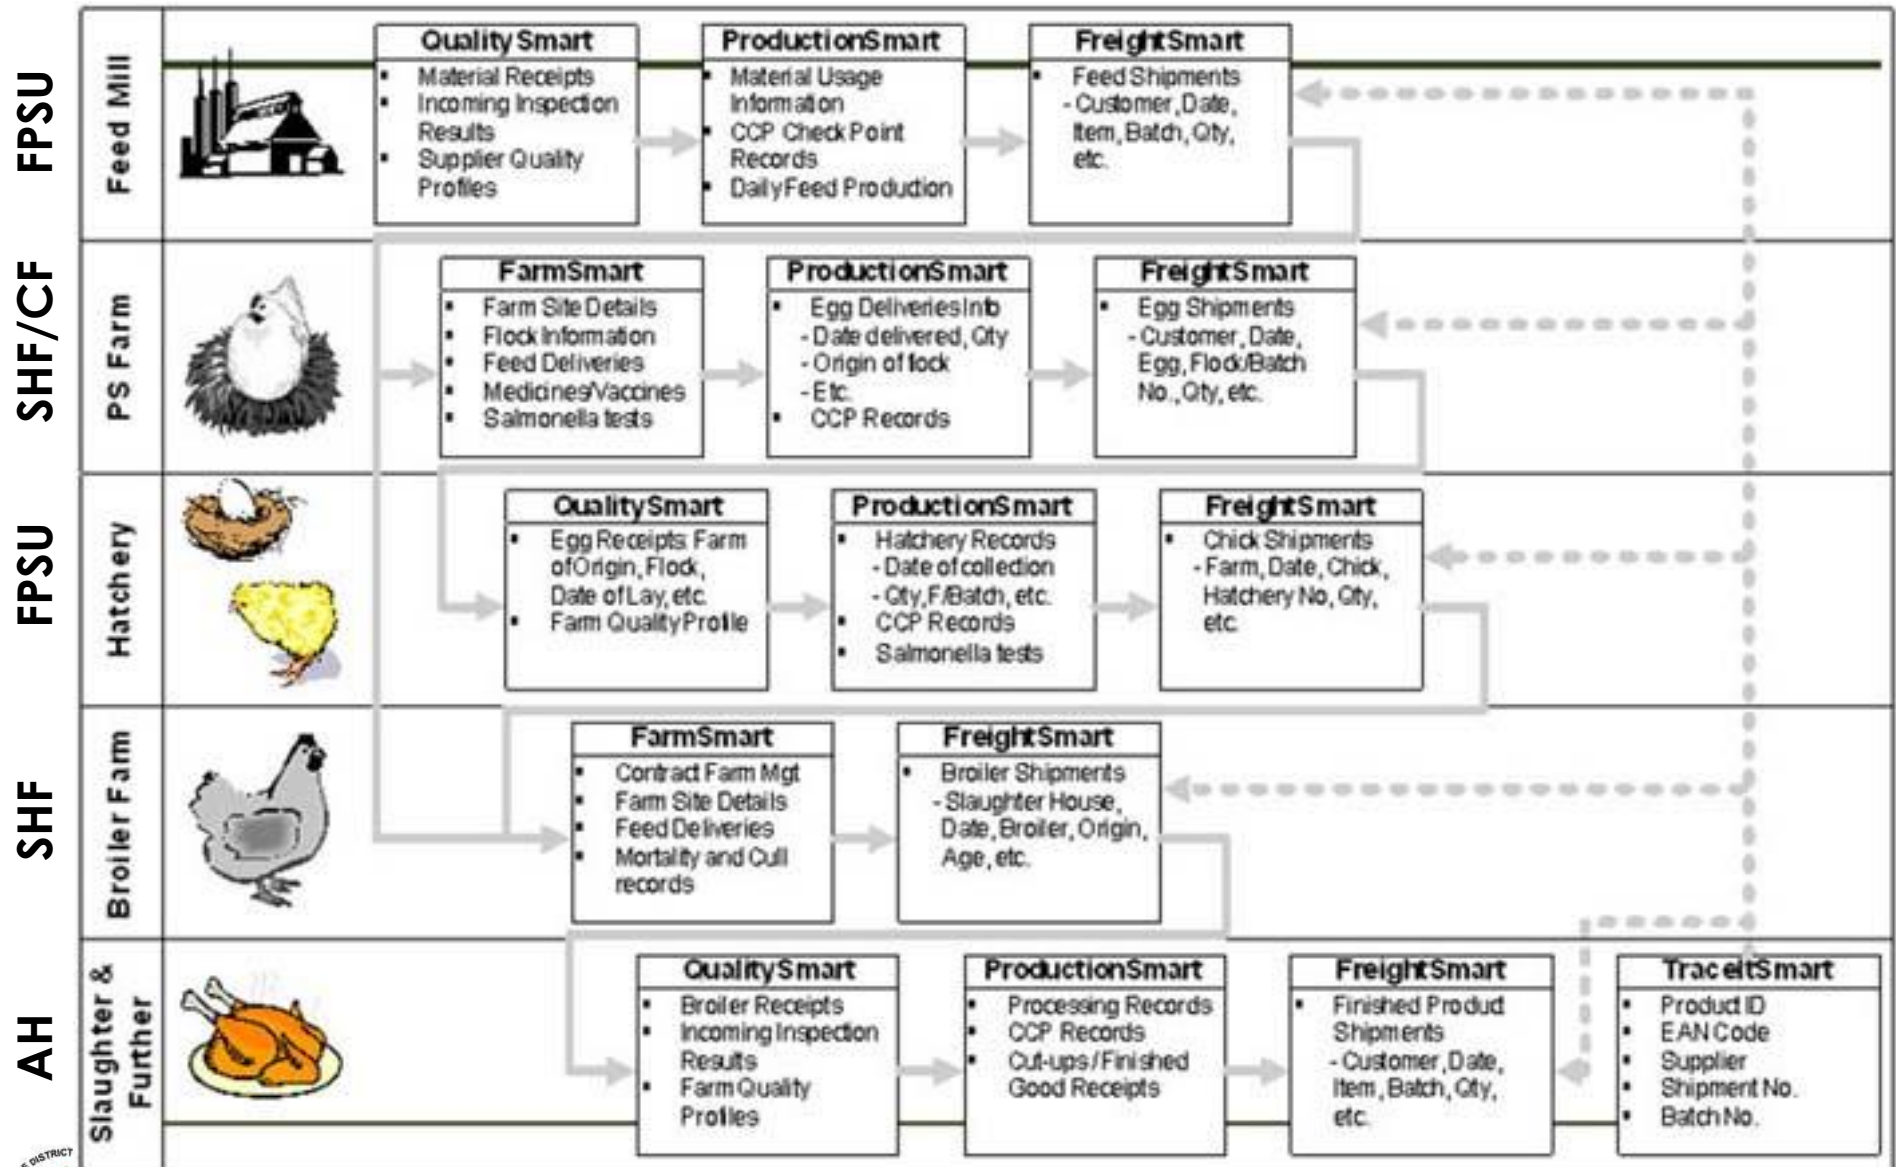 FPSU
Feed Mill
QualitySmart
▪ Material Receipts
▪ Incoming Inspection
Results
▪ Supplier Quality
Profiles
ProductionSmart
▪ Material Usage
Information
▪ CCP Check Point
Records
▪ Daily Feed Production
FreightSmart
▪ Feed Shipments
- Customer, Date,
Item, Batch, Qty,
etc.
SHF/CF
PS Farm
FarmSmart
▪ Farm Site Details
▪ Flock Information
▪ Feed Deliveries
▪ Medicines/Vaccines
▪ Salmonella tests
ProductionSmart
▪ Egg Deliveries Info
- Date delivered, Qty
- Origin of flock
- Etc.
▪ CCP Records
FreightSmart
▪ Egg Shipments
- Customer, Date,
Egg, Flock/Batch
No., Qty, etc.
FPSU
Hatchery
QualitySmart
▪ Egg Receipts: Farm
of Origin, Flock,
Date of Lay, etc.
▪ Farm Quality Profile
ProductionSmart
▪ Hatchery Records
- Date of collection
- Qty, F/Batch, etc.
▪ CCP Records
▪ Salmonella tests
FreightSmart
▪ Chick Shipments
- Farm, Date, Chick,
Hatchery No, Qty,
etc.
SHF
Broiler Farm
FarmSmart
▪ Contract Farm Mgt
▪ Farm Site Details
▪ Feed Deliveries
▪ Mortality and Cull
records
FreightSmart
▪ Broiler Shipments
- Slaughter House,
Date, Broiler, Origin,
Age, etc.
AH
Slaughter &
Further
QualitySmart
▪ Broiler Receipts
▪ Incoming Inspection
Results
▪ Farm Quality
Profiles
ProductionSmart
▪ Processing Records
▪ CCP Records
▪ Cut-ups / Finished
Good Receipts
FreightSmart
▪ Finished Product
Shipments
- Customer, Date,
Item, Batch, Qty,
etc.
TraceItSmart
▪ Product ID
▪ EAN Code
▪ Supplier
▪ Shipment No.
▪ Batch No.
DISTRICT